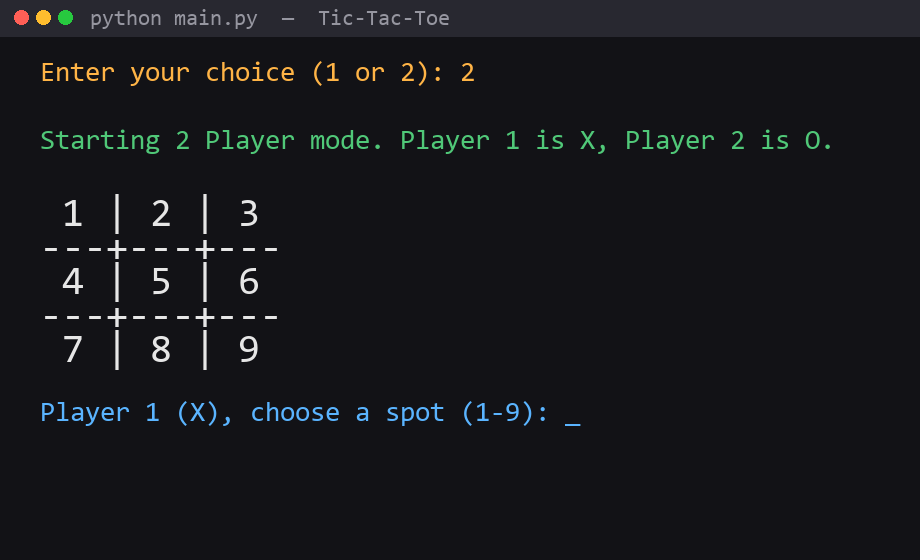 python main.py — Tic-Tac-Toe
Enter your choice (1 or 2): 2
Starting 2 Player mode. Player 1 is X, Player 2 is O.
1 | 2 | 3
---+---+---
4 | 5 | 6
---+---+---
7 | 8 | 9
Player 1 (X), choose a spot (1-9): _